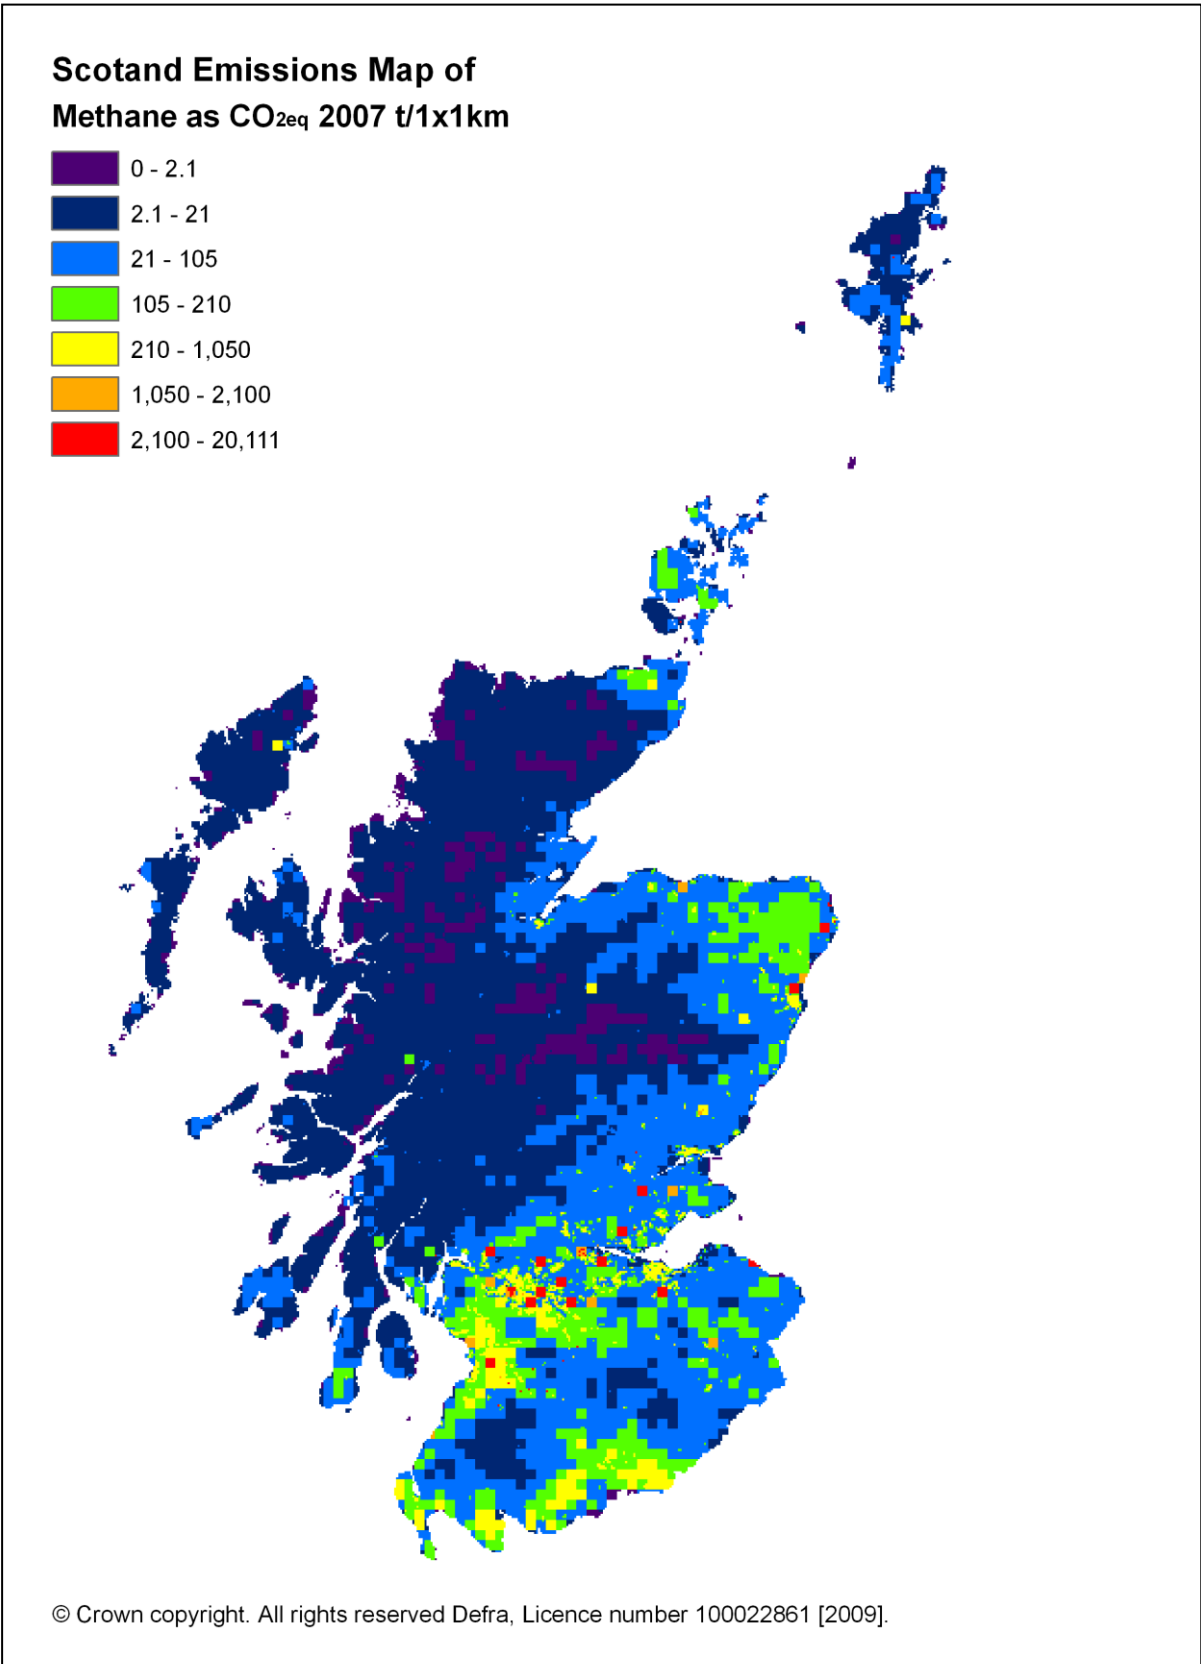 Scotand Emissions Map of
Methane as CO2eq 2007 t/1x1km
0 - 2.1
2.1 - 21
21 - 105
105 - 210
210 - 1,050
1,050 - 2,100
2,100 - 20,111
© Crown copyright. All rights reserved Defra, Licence number 100022861 [2009].